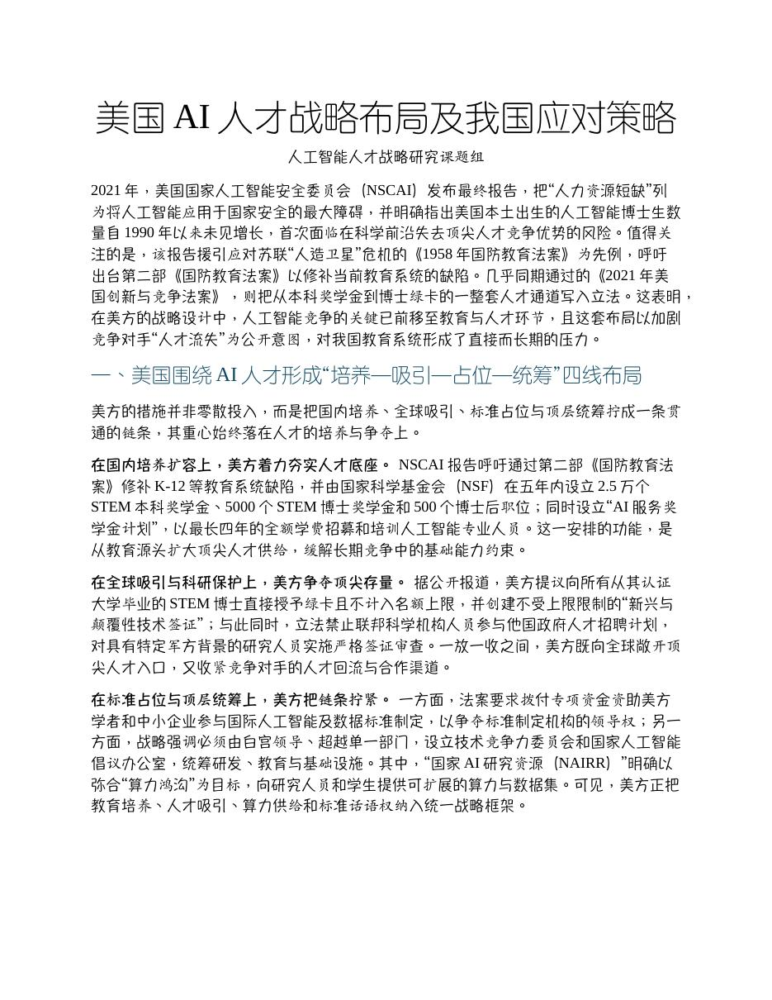 美国 AI 人才战略布局及我国应对策略
人工智能人才战略研究课题组
2021 年，美国国家人工智能安全委员会（NSCAI）发布最终报告，把“人力资源短缺”列
为将人工智能应用于国家安全的最大障碍，并明确指出美国本土出生的人工智能博士生数
量自 1990 年以来未见增长，首次面临在科学前沿失去顶尖人才竞争优势的风险。值得关
注的是，该报告援引应对苏联“人造卫星”危机的《1958 年国防教育法案》为先例，呼吁
出台第二部《国防教育法案》以修补当前教育系统的缺陷。几乎同期通过的《2021 年美
国创新与竞争法案》，则把从本科奖学金到博士绿卡的一整套人才通道写入立法。这表明，
在美方的战略设计中，人工智能竞争的关键已前移至教育与人才环节，且这套布局以加剧
竞争对手“人才流失”为公开意图，对我国教育系统形成了直接而长期的压力。
一、美国围绕 AI 人才形成“培养—吸引—占位—统筹”四线布局
美方的措施并非零散投入，而是把国内培养、全球吸引、标准占位与顶层统筹拧成一条贯
通的链条，其重心始终落在人才的培养与争夺上。
在国内培养扩容上，美方着力夯实人才底座。 NSCAI 报告呼吁通过第二部《国防教育法
案》修补 K-12 等教育系统缺陷，并由国家科学基金会（NSF）在五年内设立 2.5 万个
STEM 本科奖学金、5000 个 STEM 博士奖学金和 500 个博士后职位；同时设立“AI 服务奖
学金计划”，以最长四年的全额学费招募和培训人工智能专业人员。这一安排的功能，是
从教育源头扩大顶尖人才供给，缓解长期竞争中的基础能力约束。
在全球吸引与科研保护上，美方争夺顶尖存量。 据公开报道，美方提议向所有从其认证
大学毕业的 STEM 博士直接授予绿卡且不计入名额上限，并创建不受上限限制的“新兴与
颠覆性技术签证”；与此同时，立法禁止联邦科学机构人员参与他国政府人才招聘计划，
对具有特定军方背景的研究人员实施严格签证审查。一放一收之间，美方既向全球敞开顶
尖人才入口，又收紧竞争对手的人才回流与合作渠道。
在标准占位与顶层统筹上，美方把链条拧紧。 一方面，法案要求拨付专项资金资助美方
学者和中小企业参与国际人工智能及数据标准制定，以争夺标准制定机构的领导权；另一
方面，战略强调必须由白宫领导、超越单一部门，设立技术竞争力委员会和国家人工智能
倡议办公室，统筹研发、教育与基础设施。其中，“国家 AI 研究资源（NAIRR）”明确以
弥合“算力鸿沟”为目标，向研究人员和学生提供可扩展的算力与数据集。可见，美方正把
教育培养、人才吸引、算力供给和标准话语权纳入统一战略框架。